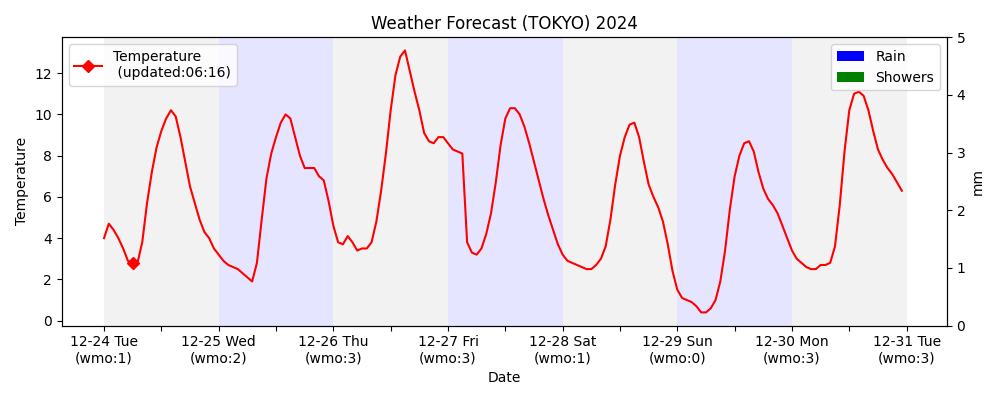 Weather Forecast (TOKYO) 2024
Temperature
(updated:06:16)
Rain
Showers
Temperature
12
10
8
6
4
2
0
5
4
3
2
1
0
mm
12-24 Tue
(wmo:1)
12-25 Wed
(wmo:2)
12-26 Thu
(wmo:3)
12-27 Fri
(wmo:3)
12-28 Sat
(wmo:1)
12-29 Sun
(wmo:0)
12-30 Mon
(wmo:3)
12-31 Tue
(wmo:3)
Date